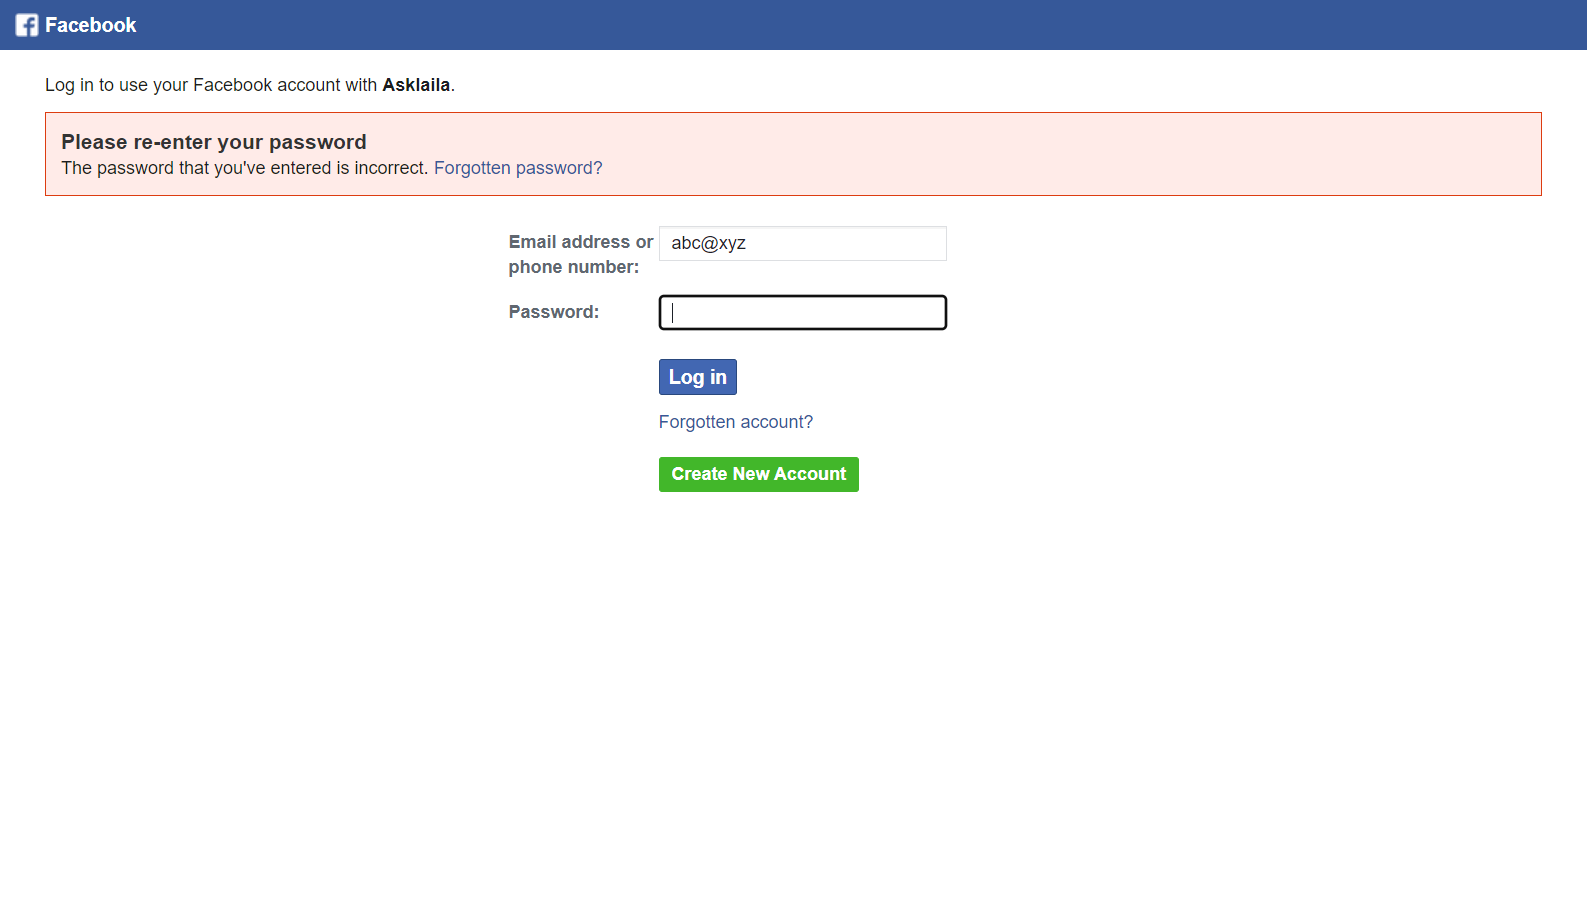 Facebook
Log in to use your Facebook account with Asklaila.
Please re-enter your password
The password that you've entered is incorrect. Forgotten password?
Email address or
phone number:
abc@xyz
Password:
Log in
Forgotten account?
Create New Account